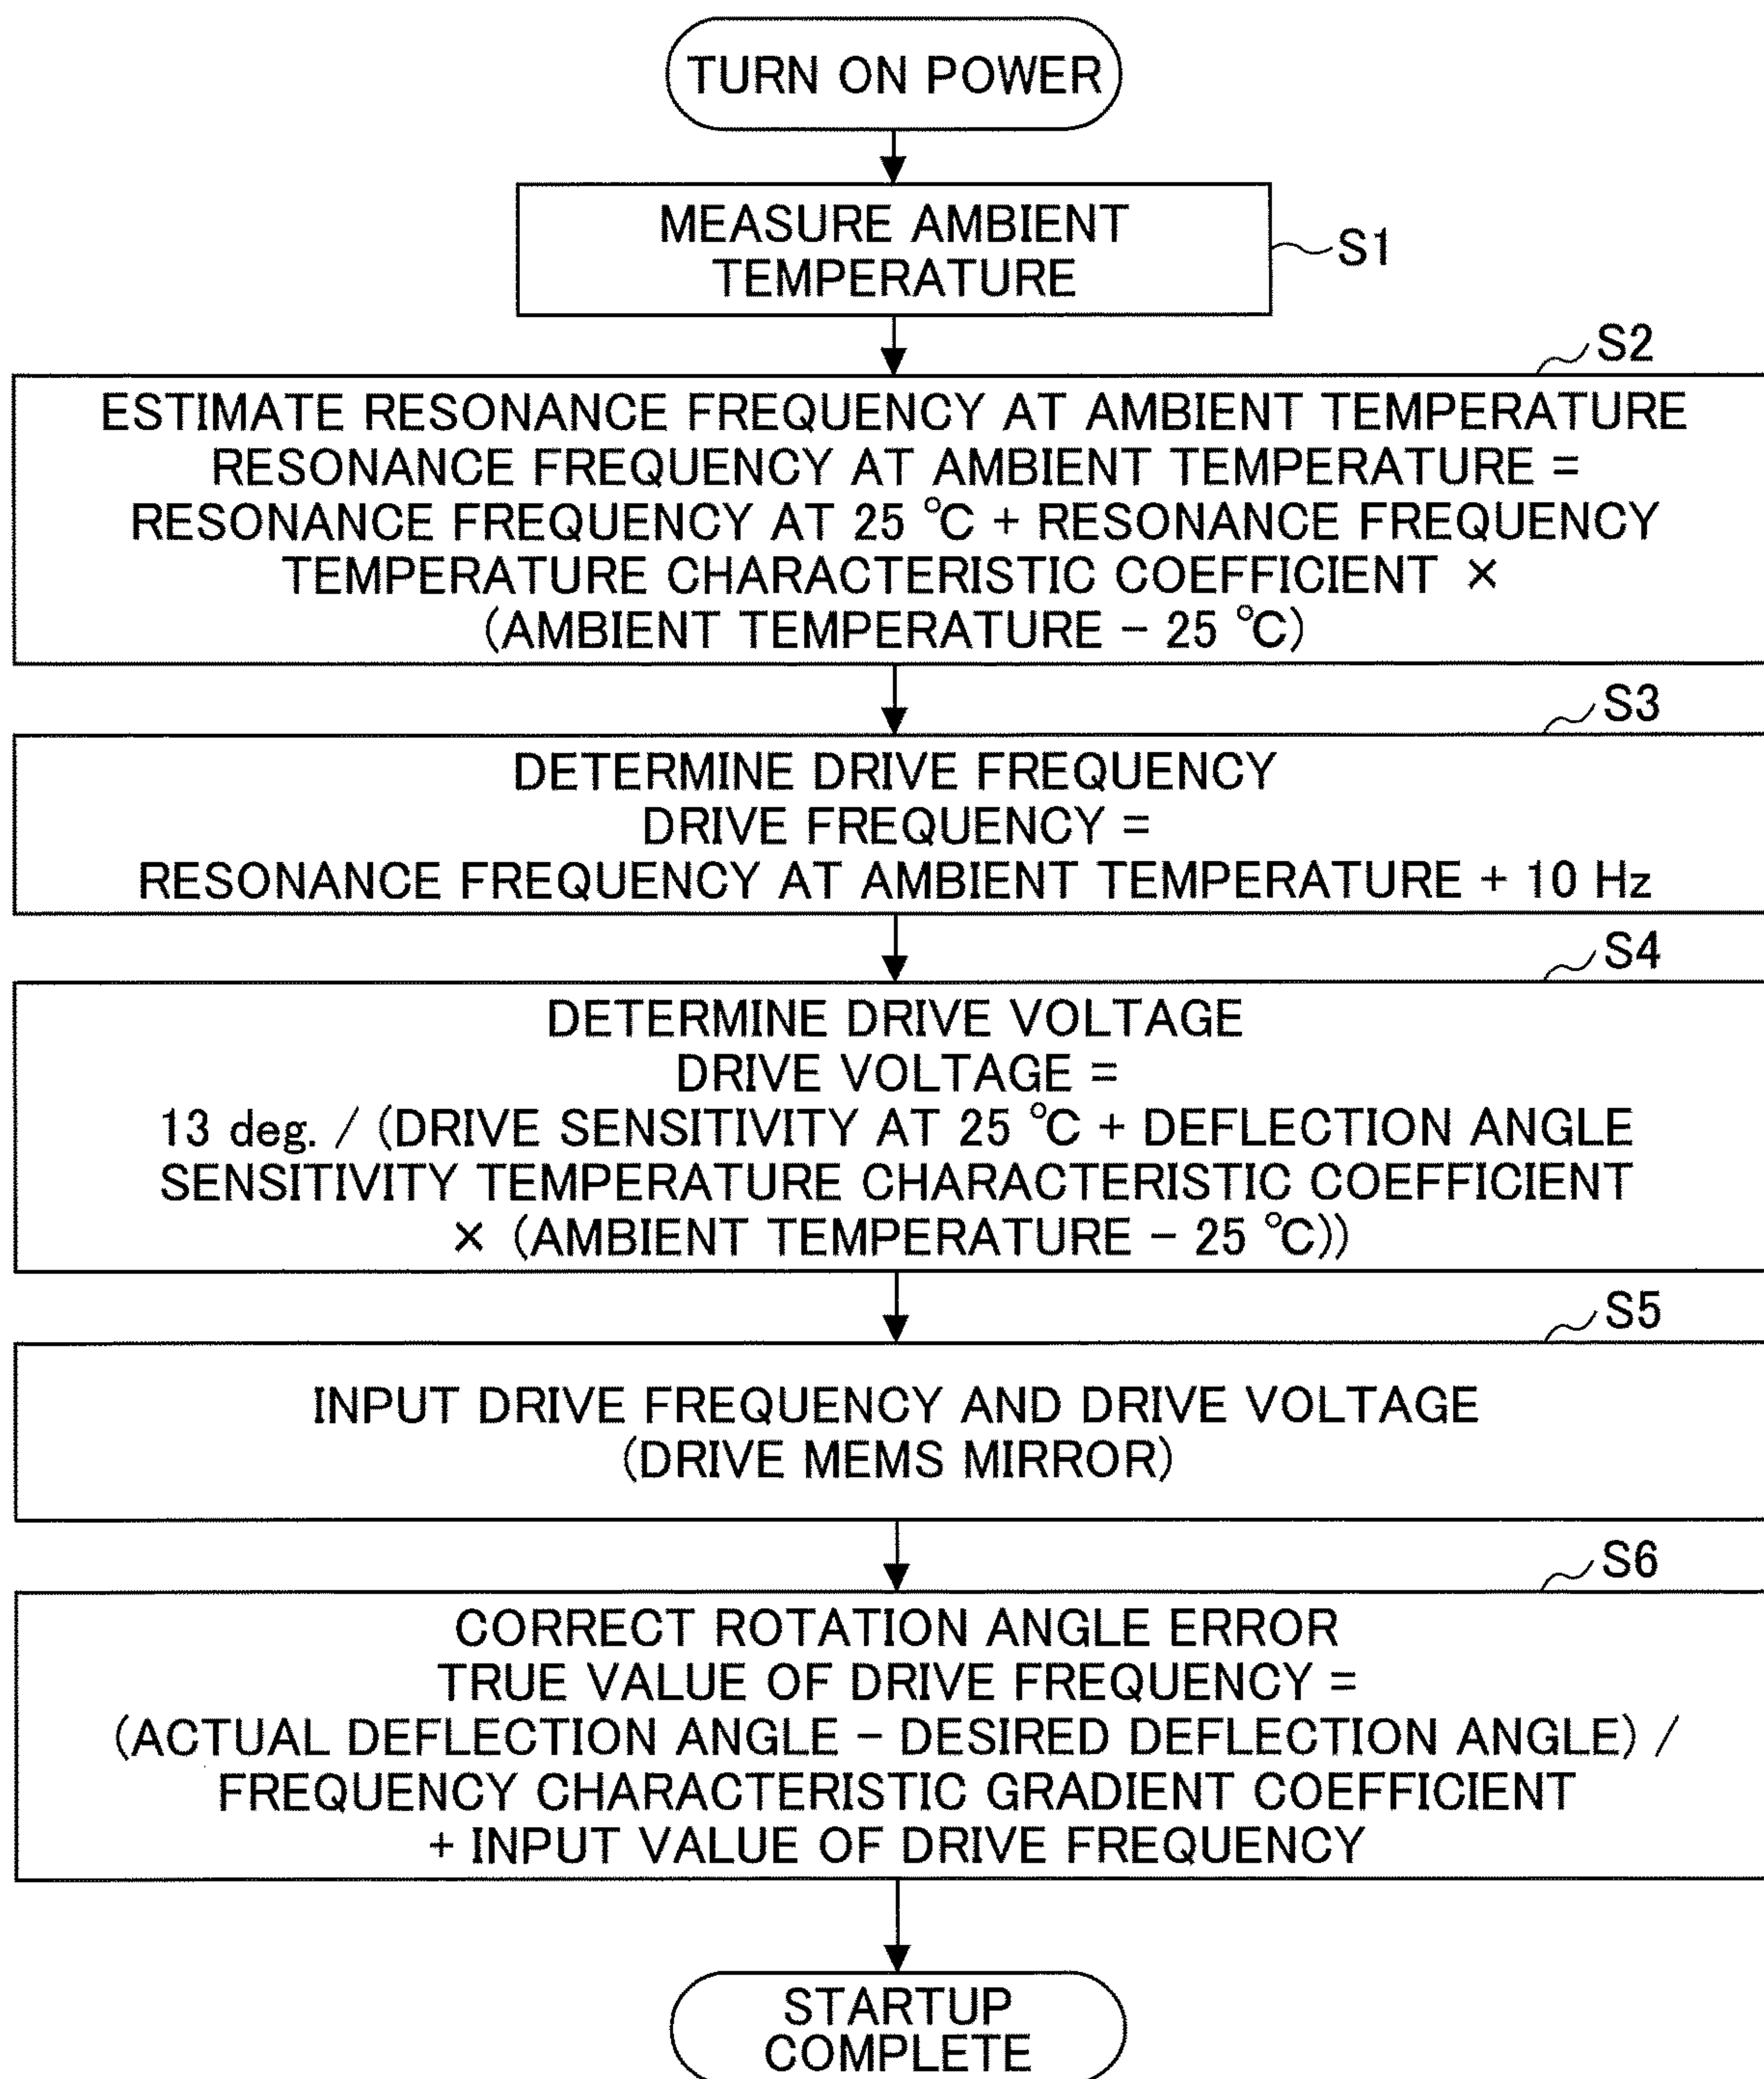 TURN ON POWER
MEASURE AMBIENT
TEMPERATURE
S1
S2
ESTIMATE RESONANCE FREQUENCY AT AMBIENT TEMPERATURE
RESONANCE FREQUENCY AT AMBIENT TEMPERATURE =
RESONANCE FREQUENCY AT 25 ℃ + RESONANCE FREQUENCY
TEMPERATURE CHARACTERISTIC COEFFICIENT ×
(AMBIENT TEMPERATURE − 25 ℃)
S3
DETERMINE DRIVE FREQUENCY
DRIVE FREQUENCY =
RESONANCE FREQUENCY AT AMBIENT TEMPERATURE + 10 Hz
S4
DETERMINE DRIVE VOLTAGE
DRIVE VOLTAGE =
13 deg. / (DRIVE SENSITIVITY AT 25 ℃ + DEFLECTION ANGLE
SENSITIVITY TEMPERATURE CHARACTERISTIC COEFFICIENT
× (AMBIENT TEMPERATURE − 25 ℃))
S5
INPUT DRIVE FREQUENCY AND DRIVE VOLTAGE
(DRIVE MEMS MIRROR)
S6
CORRECT ROTATION ANGLE ERROR
TRUE VALUE OF DRIVE FREQUENCY =
(ACTUAL DEFLECTION ANGLE − DESIRED DEFLECTION ANGLE) /
FREQUENCY CHARACTERISTIC GRADIENT COEFFICIENT
+ INPUT VALUE OF DRIVE FREQUENCY
STARTUP
COMPLETE